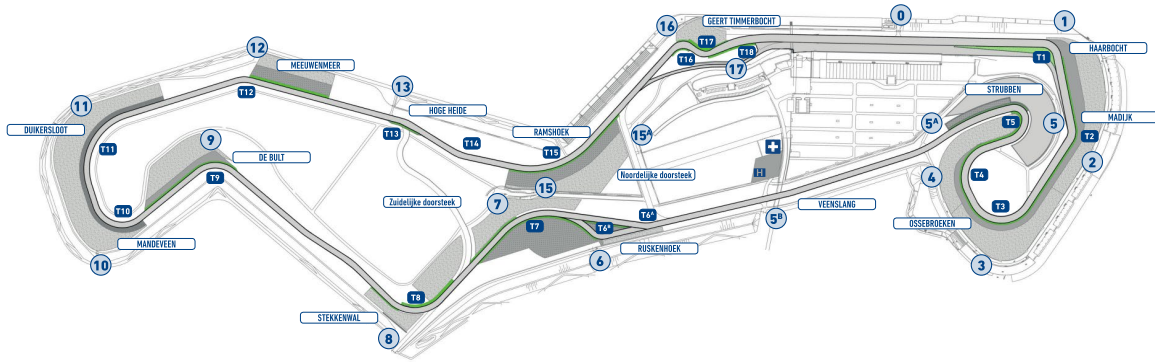 0
1
16
GEERT TIMMERBOCHT
T17
T18
T16
17
HAARBOCHT
T1
12
MEEUWENMEER
T12
13
HOGE HEIDE
STRUBBEN
5
5ᴬ
T5
MADIJK
T2
2
11
DUIKERSLOOT
T11
9
DE BULT
T9
T13
T14
RAMSHOEK
T15
15ᴬ
15
Noordelijke doorsteek
H
T4
4
T3
OSSEBROEKEN
3
T10
MANDEVEEN
10
Zuidelijke doorsteek
7
T7
T6ᴬ
T6ᴮ
RUSKENHOEK
6
5ᴮ
VEENSLANG
T8
STEKKENWAL
8